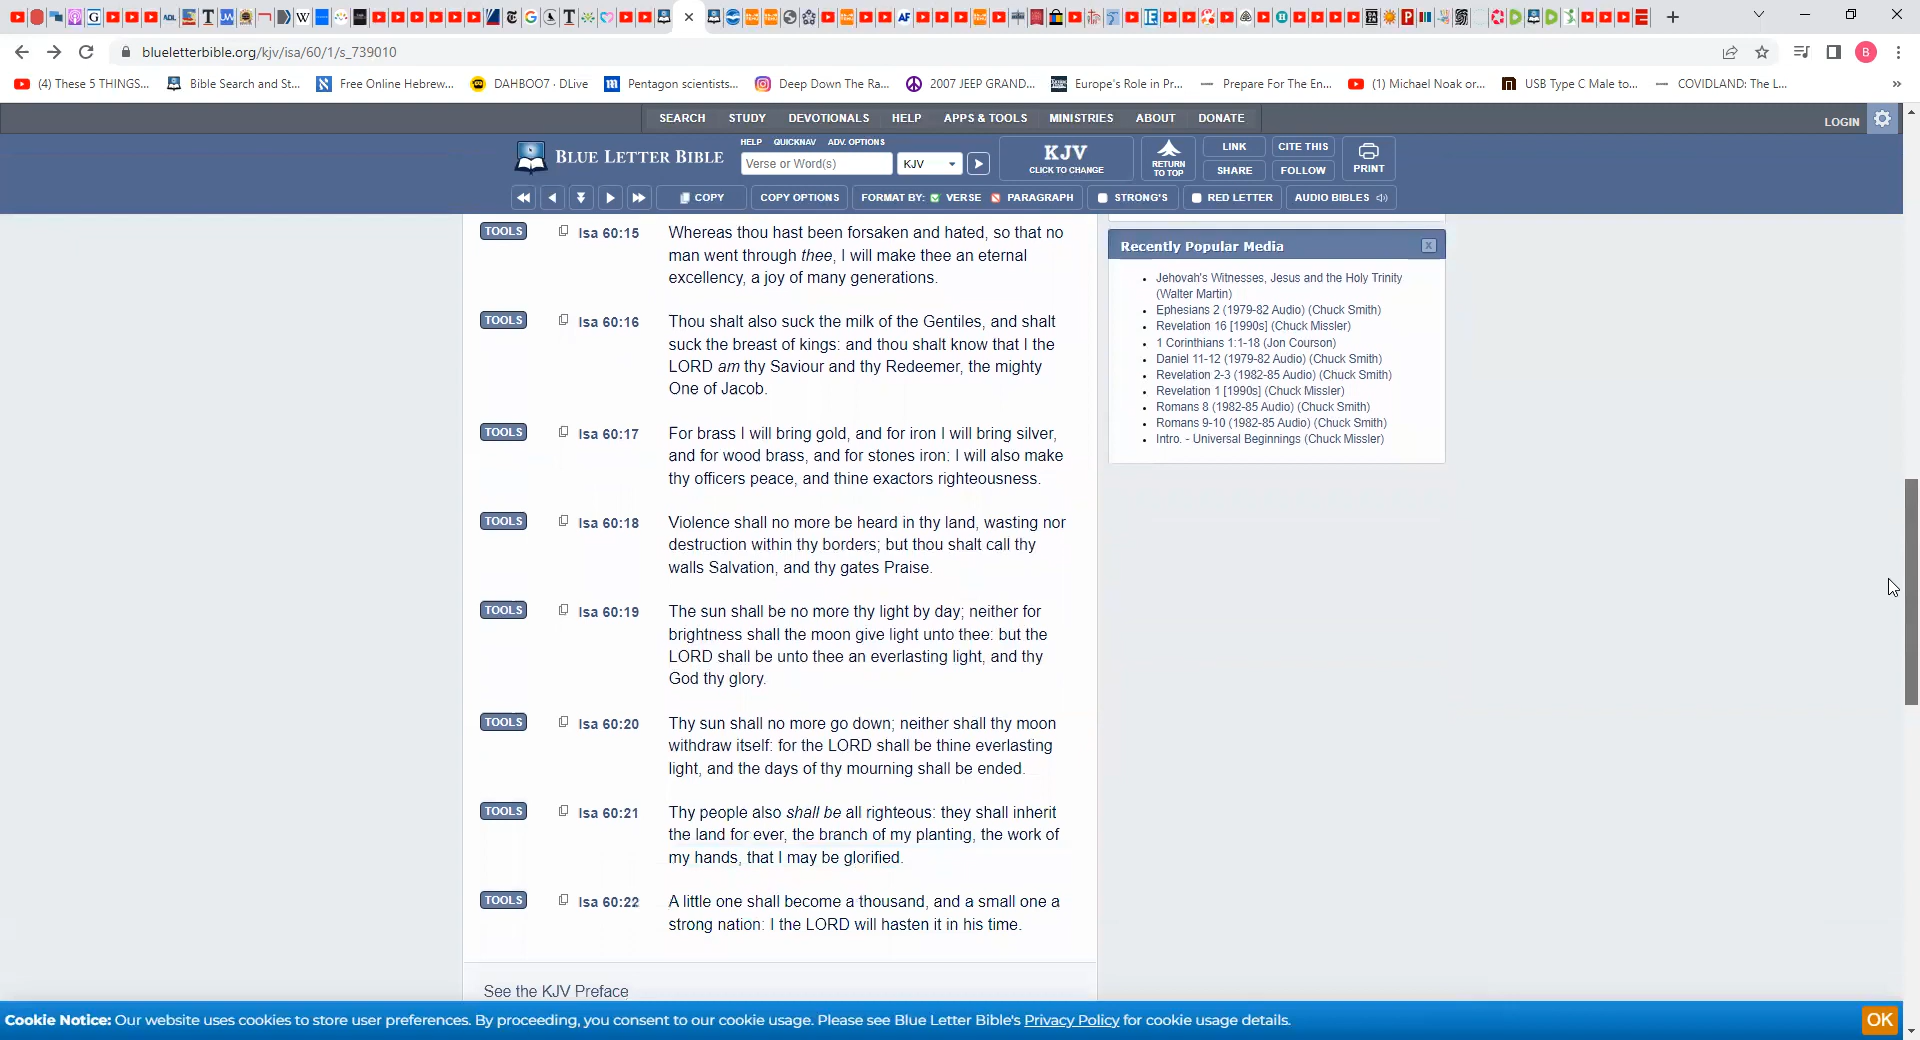 blueletterbible.org/kjv/isa/60/1/s_739010
B
(4) These 5 THINGS...
Bible Search and St...
Free Online Hebrew...
DAHBOO7 · DLive
Pentagon scientists...
Deep Down The Ra...
2007 JEEP GRAND...
Europe's Role in Pr...
Prepare For The En...
(1) Michael Noak or...
USB Type C Male to...
COVIDLAND: The L...
»
SEARCH STUDY DEVOTIONALS HELP APPS & TOOLS MINISTRIES ABOUT DONATE
LOGIN
BLUE LETTER BIBLE
HELP QUICKNAV ADV. OPTIONS
Verse or Word(s)
KJV
KJV
CLICK TO CHANGE
RETURN
TO TOP
LINK
CITE THIS
SHARE
FOLLOW
PRINT
COPY
COPY OPTIONS
FORMAT BY: VERSE PARAGRAPH
STRONG'S
RED LETTER
AUDIO BIBLES
TOOLS Isa 60:15 Whereas thou hast been forsaken and hated, so that no
man went through thee, I will make thee an eternal
excellency, a joy of many generations.
TOOLS Isa 60:16 Thou shalt also suck the milk of the Gentiles, and shalt
suck the breast of kings: and thou shalt know that I the
LORD am thy Saviour and thy Redeemer, the mighty
One of Jacob.
TOOLS Isa 60:17 For brass I will bring gold, and for iron I will bring silver,
and for wood brass, and for stones iron: I will also make
thy officers peace, and thine exactors righteousness.
TOOLS Isa 60:18 Violence shall no more be heard in thy land, wasting nor
destruction within thy borders; but thou shalt call thy
walls Salvation, and thy gates Praise.
TOOLS Isa 60:19 The sun shall be no more thy light by day; neither for
brightness shall the moon give light unto thee: but the
LORD shall be unto thee an everlasting light, and thy
God thy glory.
TOOLS Isa 60:20 Thy sun shall no more go down; neither shall thy moon
withdraw itself: for the LORD shall be thine everlasting
light, and the days of thy mourning shall be ended.
TOOLS Isa 60:21 Thy people also shall be all righteous: they shall inherit
the land for ever, the branch of my planting, the work of
my hands, that I may be glorified.
TOOLS Isa 60:22 A little one shall become a thousand, and a small one a
strong nation: I the LORD will hasten it in his time.
See the KJV Preface
Recently Popular Media
Jehovah's Witnesses, Jesus and the Holy Trinity
(Walter Martin)
Ephesians 2 (1979-82 Audio) (Chuck Smith)
Revelation 16 [1990s] (Chuck Missler)
1 Corinthians 1:1-18 (Jon Courson)
Daniel 11-12 (1979-82 Audio) (Chuck Smith)
Revelation 2-3 (1982-85 Audio) (Chuck Smith)
Revelation 1 [1990s] (Chuck Missler)
Romans 8 (1982-85 Audio) (Chuck Smith)
Romans 9-10 (1982-85 Audio) (Chuck Smith)
Intro. - Universal Beginnings (Chuck Missler)
Cookie Notice: Our website uses cookies to store user preferences. By proceeding, you consent to our cookie usage. Please see Blue Letter Bible's Privacy Policy for cookie usage details.
OK